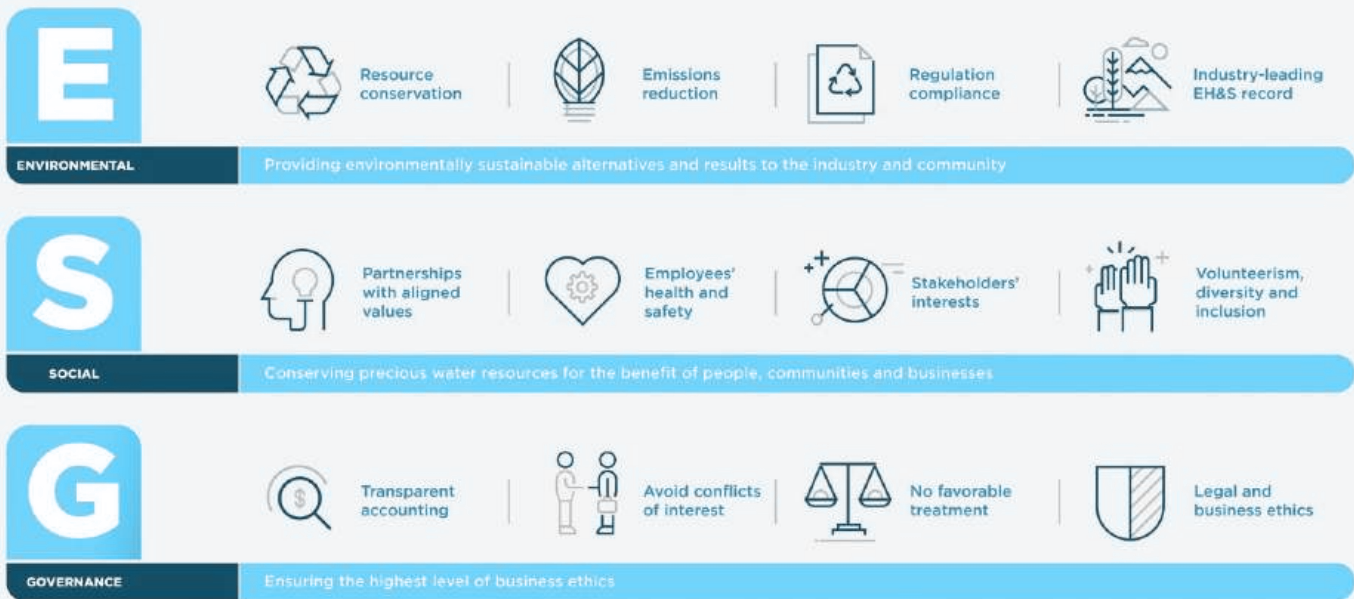 E
Resource
conservation
Emissions
reduction
Regulation
compliance
Industry-leading
EH&S record
ENVIRONMENTAL
Providing environmentally sustainable alternatives and results to the industry and community
S
Partnerships
with aligned
values
Employees'
health and
safety
Stakeholders'
interests
Volunteerism,
diversity and
inclusion
SOCIAL
Conserving precious water resources for the benefit of people, communities and businesses
G
$
Transparent
accounting
Avoid conflicts
of interest
No favorable
treatment
Legal and
business ethics
GOVERNANCE
Ensuring the highest level of business ethics